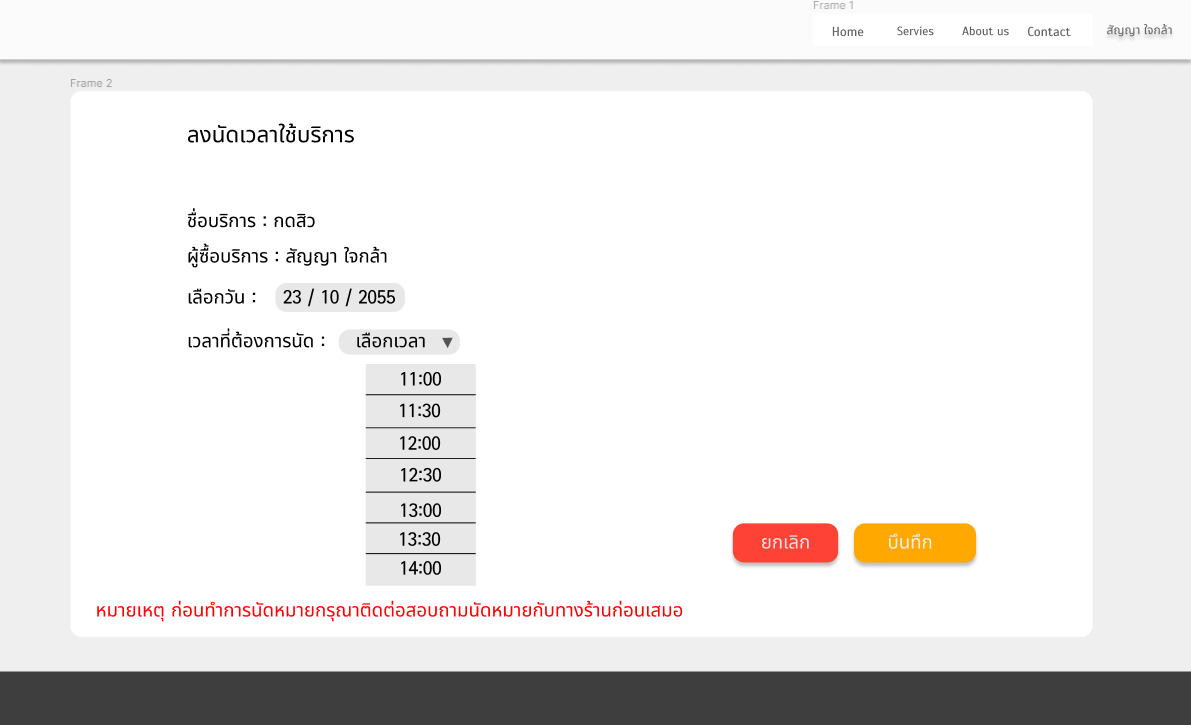 Frame 1
Home Servies About us Contact สัญญา ใจกล้า
Frame 2
ลงนัดเวลาใช้บริการ
ชื่อบริการ : กดสิว
ผู้ซื้อบริการ : สัญญา ใจกล้า
เลือกวัน : 23 / 10 / 2055
เวลาที่ต้องการนัด : เลือกเวลา ▼
11:00
11:30
12:00
12:30
13:00
13:30
14:00
ยกเลิก บืนทึก
หมายเหตุ ก่อนทำการนัดหมายกรุณาติดต่อสอบถามนัดหมายกับทางร้านก่อนเสมอ